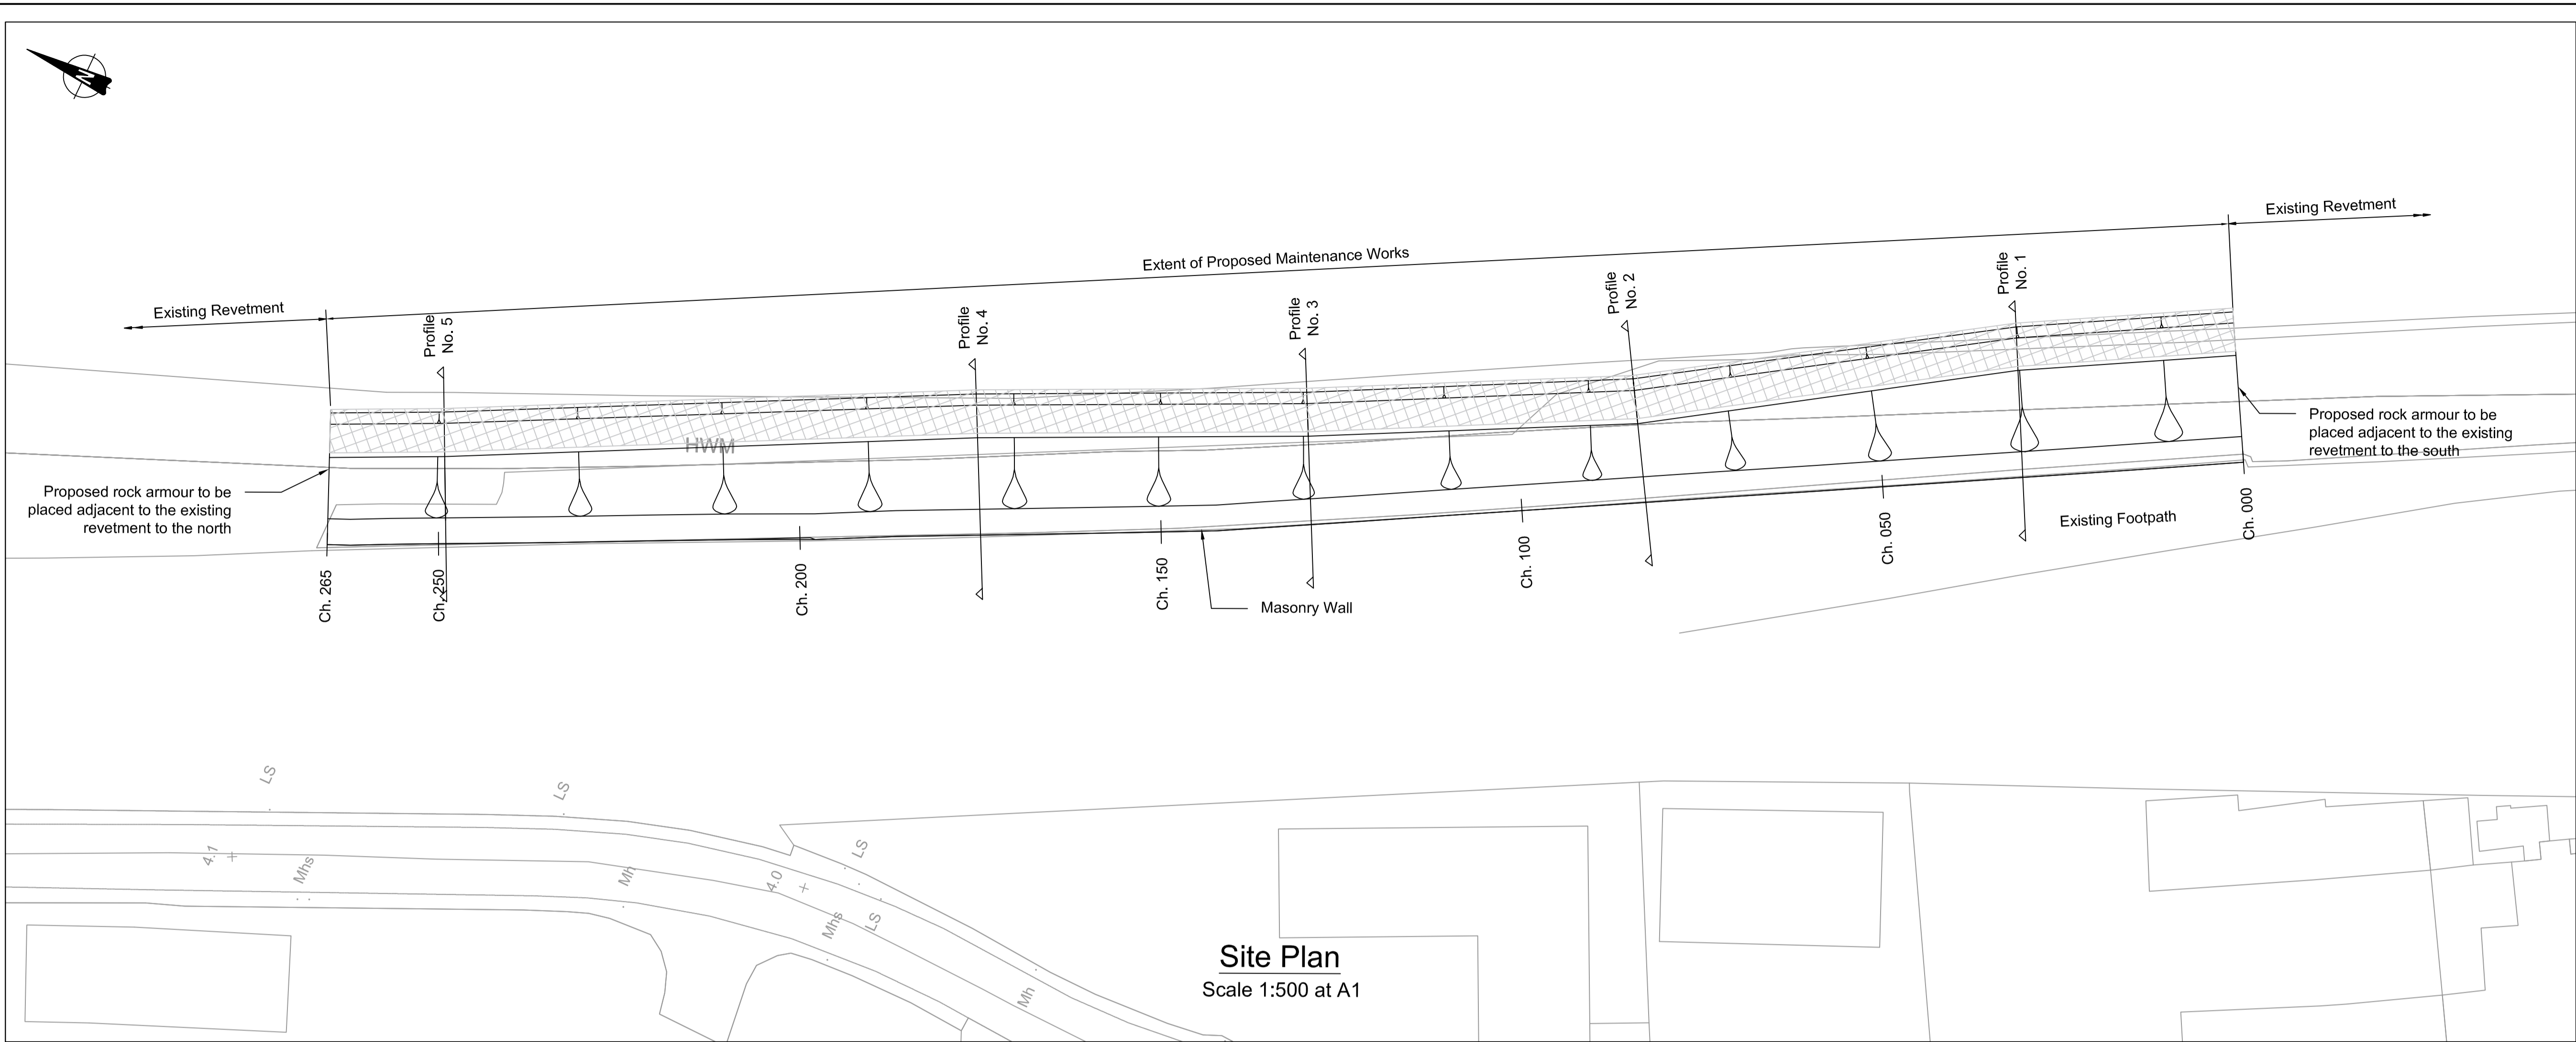 N
Existing Revetment
Extent of Proposed Maintenance Works
Existing Revetment
Profile
No. 5
Profile
No. 4
Profile
No. 3
Profile
No. 2
Profile
No. 1
HWM
Proposed rock armour to be
placed adjacent to the existing
revetment to the north
Proposed rock armour to be
placed adjacent to the existing
revetment to the south
Ch. 265
Ch. 250
Ch. 200
Ch. 150
Ch. 100
Ch. 050
Ch. 000
Existing Footpath
Masonry Wall
LS
LS
LS
4.1
Mhs
Mh
4.0
Mhs
LS
Mh
Site Plan
Scale 1:500 at A1